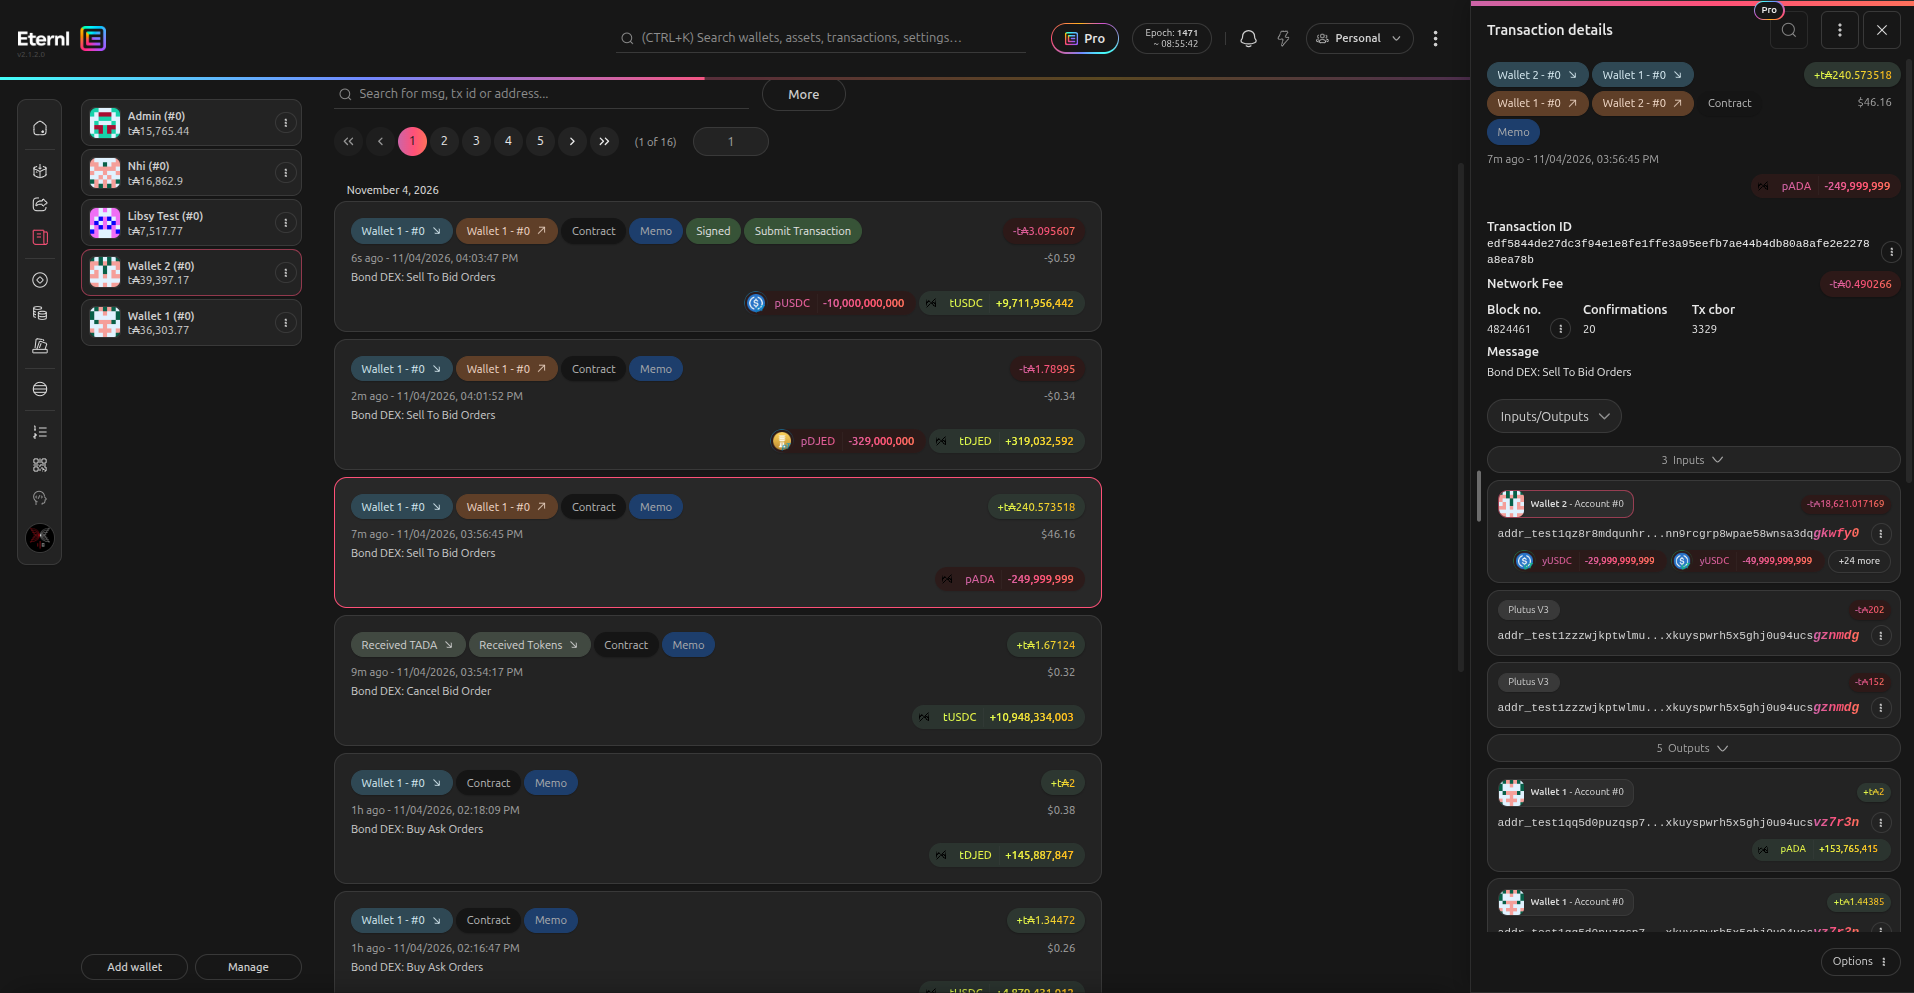 Eternl
v2.1.2.0
(CTRL+K) Search wallets, assets, transactions, settings...
Pro
Epoch: 1471
~ 08:55:42
Personal
Admin (#0)
t₳15,765.44
Nhi (#0)
t₳16,862.9
Libsy Test (#0)
t₳7,517.77
Wallet 2 (#0)
t₳39,397.17
Wallet 1 (#0)
t₳36,303.77
Add wallet
Manage
Search for msg, tx id or address...
More
1 2 3 4 5 (1 of 16) 1
November 4, 2026
Wallet 1 - #0 Wallet 1 - #0 Contract Memo Signed Submit Transaction -t₳3.095607
6s ago - 11/04/2026, 04:03:47 PM -$0.59
Bond DEX: Sell To Bid Orders
pUSDC -10,000,000,000 tUSDC +9,711,956,442
Wallet 1 - #0 Wallet 1 - #0 Contract Memo -t₳1.78995
2m ago - 11/04/2026, 04:01:52 PM -$0.34
Bond DEX: Sell To Bid Orders
pDJED -329,000,000 tDJED +319,032,592
Wallet 1 - #0 Wallet 1 - #0 Contract Memo +t₳240.573518
7m ago - 11/04/2026, 03:56:45 PM $46.16
Bond DEX: Sell To Bid Orders
pADA -249,999,999
Received TADA Received Tokens Contract Memo +t₳1.67124
9m ago - 11/04/2026, 03:54:17 PM $0.32
Bond DEX: Cancel Bid Order
tUSDC +10,948,334,003
Wallet 1 - #0 Contract Memo +t₳2
1h ago - 11/04/2026, 02:18:09 PM $0.38
Bond DEX: Buy Ask Orders
tDJED +145,887,847
Wallet 1 - #0 Contract Memo +t₳1.34472
1h ago - 11/04/2026, 02:16:47 PM $0.26
Bond DEX: Buy Ask Orders
tUSDC +4,879,431,013
Pro
Transaction details
Wallet 2 - #0 Wallet 1 - #0 +t₳240.573518
Wallet 1 - #0 Wallet 2 - #0 Contract $46.16
Memo
7m ago - 11/04/2026, 03:56:45 PM
pADA -249,999,999
Transaction ID
edf5844de27dc3f94e1e8fe1ffe3a95eefb7ae44b4db80a8afe2e2278
a8ea78b
Network Fee -t₳0.490266
Block no. Confirmations Tx cbor
4824461 20 3329
Message
Bond DEX: Sell To Bid Orders
Inputs/Outputs
3 Inputs
Wallet 2 - Account #0 -t₳18,621.017169
addr_test1qz8r8mdqunhr...nn9rcgrp8wpae58wnsa3dqgkwfy0
yUSDC -29,999,999,999 yUSDC -49,999,999,999 +24 more
Plutus V3 -t₳202
addr_test1zzzwjkptwlmu...xkuyspwrh5x5ghj0u94ucsgznmdg
Plutus V3 -t₳152
addr_test1zzzwjkptwlmu...xkuyspwrh5x5ghj0u94ucsgznmdg
5 Outputs
Wallet 1 - Account #0 +t₳2
addr_test1qq5d0puzqsp7...xkuyspwrh5x5ghj0u94ucsvz7r3n
pADA +153,765,415
Wallet 1 - Account #0 +t₳1.44385
addr_test1qq5d0puzqsp7...xkuyspwrh5x5ghj0u94ucsvz7r3n
Options